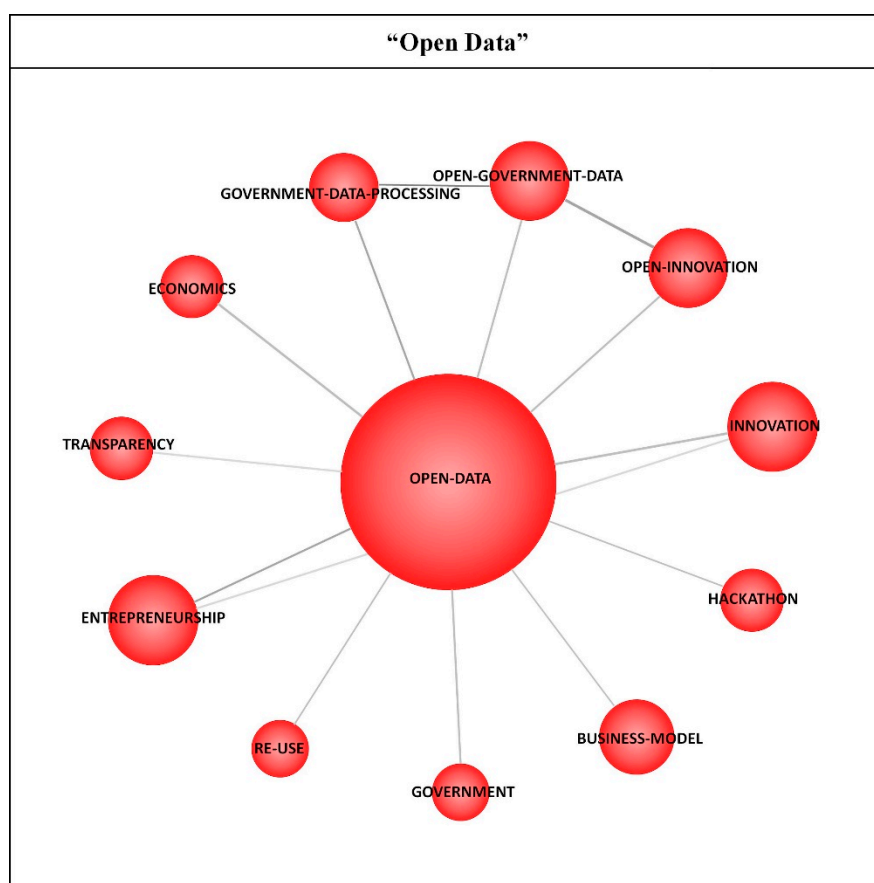 “Open Data”
OPEN-GOVERNMENT-DATA
GOVERNMENT-DATA-PROCESSING
OPEN-INNOVATION
ECONOMICS
INNOVATION
TRANSPARENCY
OPEN-DATA
HACKATHON
ENTREPRENEURSHIP
BUSINESS-MODEL
RE-USE
GOVERNMENT